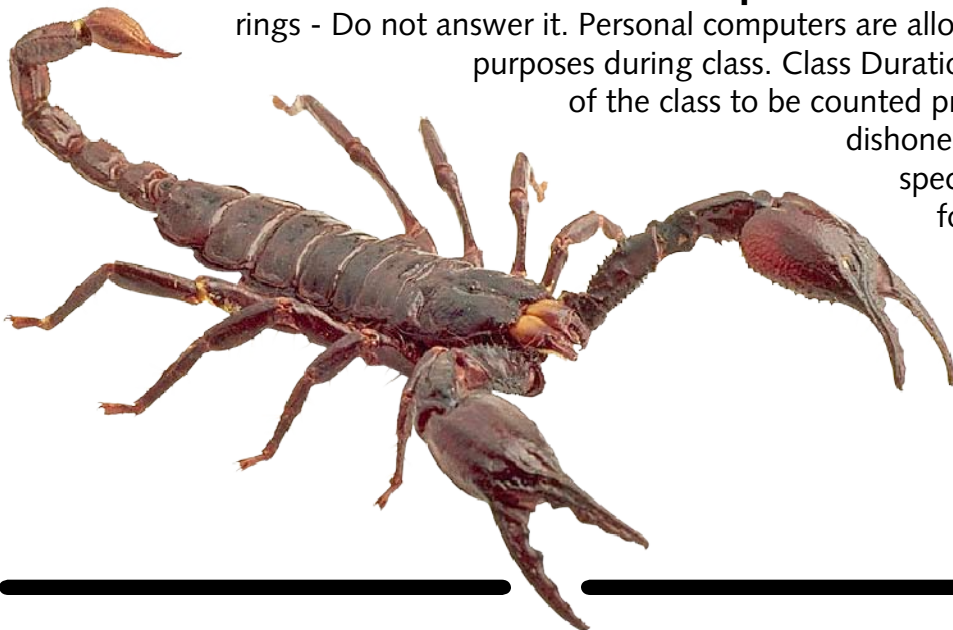 rings - Do not answer it. Personal computers are allo
purposes during class. Class Duratio
of the class to be counted pr
dishone
spec
fo